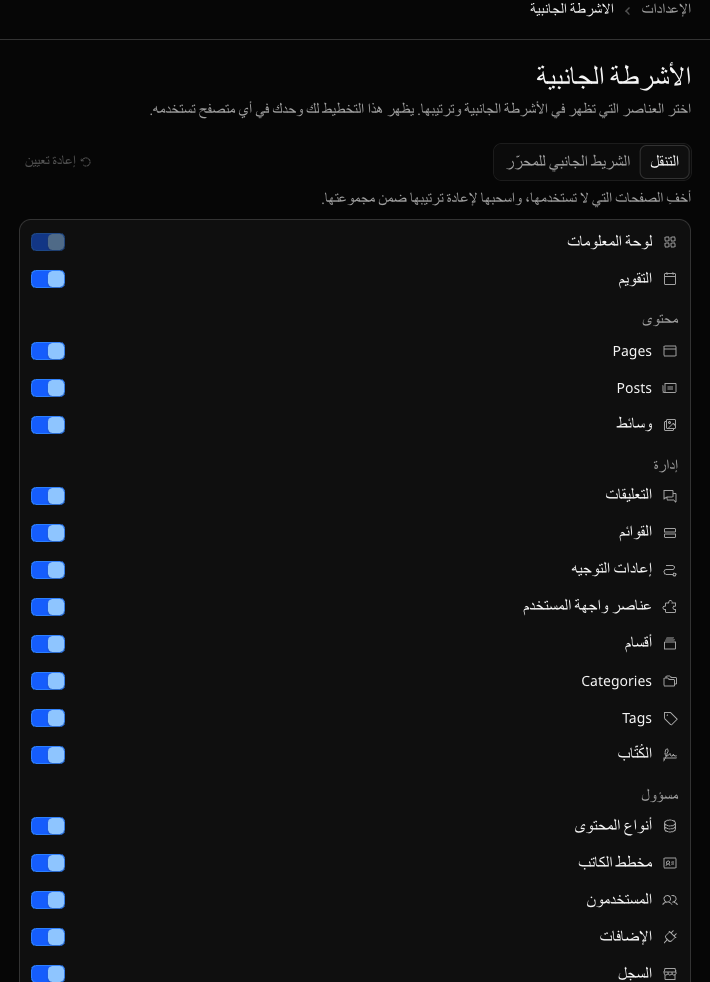 الإعدادات › الأشرطة الجانبية
الأشرطة الجانبية
اختر العناصر التي تظهر في الأشرطة الجانبية وترتيبها. يظهر هذا التخطيط لك وحدك في أي متصفح تستخدمه.
التنقل الشريط الجانبي للمحرّر إعادة تعيين
أخفِ الصفحات التي لا تستخدمها، واسحبها لإعادة ترتيبها ضمن مجموعتها.
لوحة المعلومات
التقويم
محتوى
Pages
Posts
وسائط
إدارة
التعليقات
القوائم
إعادات التوجيه
عناصر واجهة المستخدم
أقسام
Categories
Tags
الكُتّاب
مسؤول
أنواع المحتوى
مخطط الكاتب
المستخدمون
الإضافات
السجل